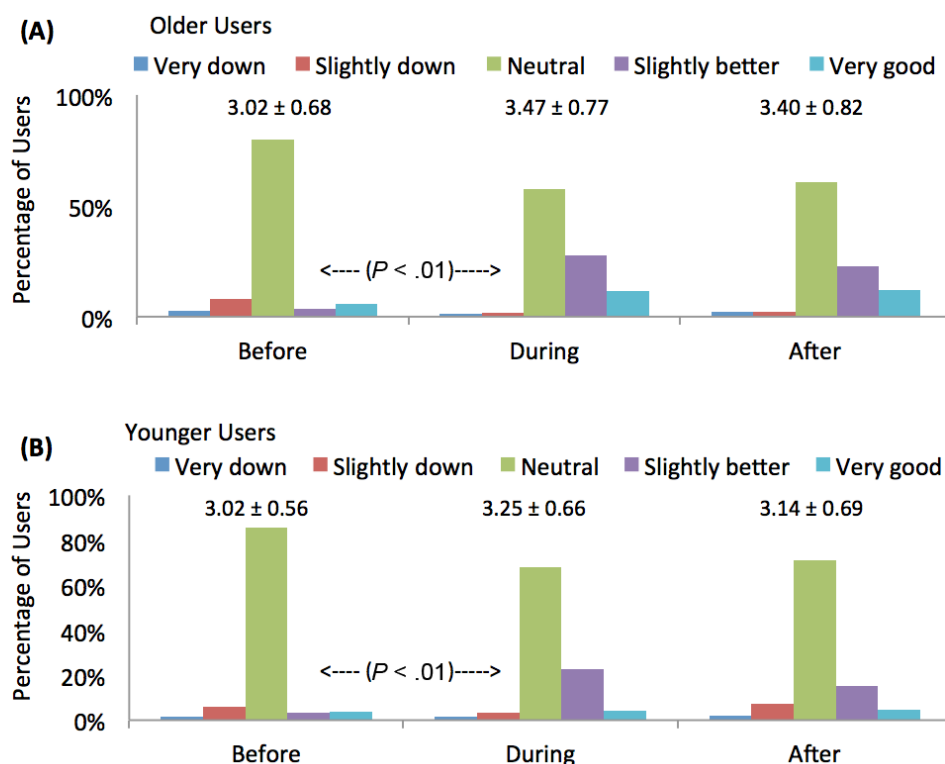 (A) Older Users
Very down Slightly down Neutral Slightly better Very good
100%
3.02 ± 0.68 3.47 ± 0.77 3.40 ± 0.82
Percentage of Users
50%
<---- (P < .01)----->
0%
Before During After
(B) Younger Users
Very down Slightly down Neutral Slightly better Very good
100%
3.02 ± 0.56 3.25 ± 0.66 3.14 ± 0.69
Percentage of Users
80%
60%
40%
<---- (P < .01)----->
20%
0%
Before During After